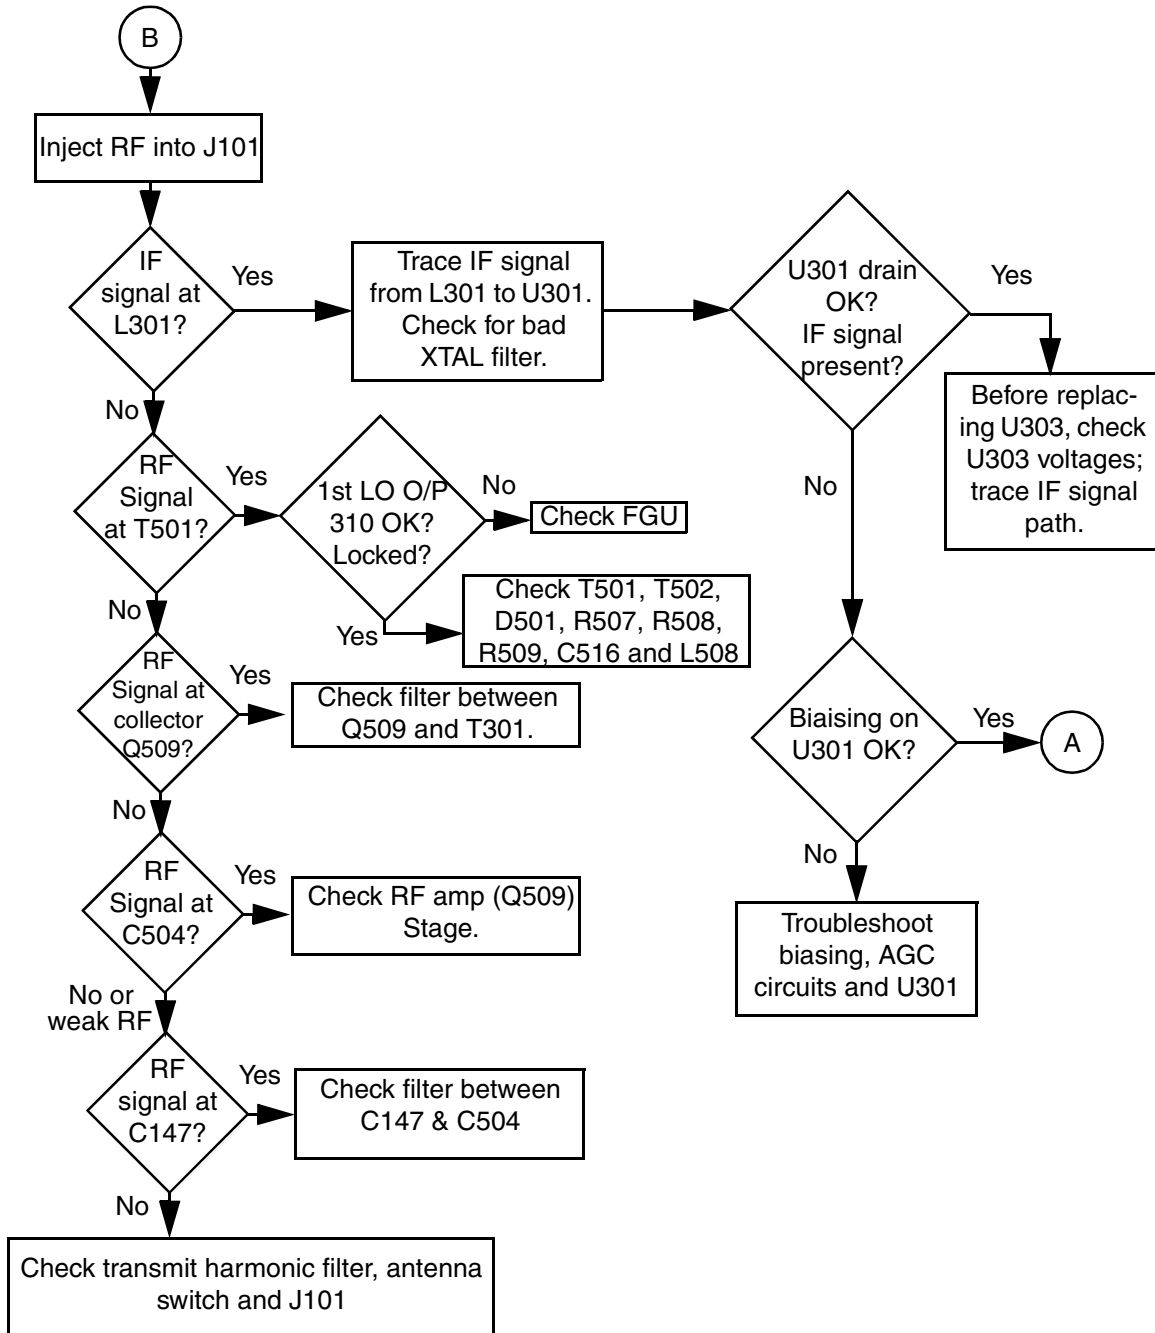 B
Inject RF into J101
IF
signal at
L301?
Yes
Trace IF signal
from L301 to U301.
Check for bad
XTAL filter.
U301 drain
OK?
IF signal
present?
Yes
Before replac-
ing U303, check
U303 voltages;
trace IF signal
path.
No
No
RF
Signal
at T501?
Yes
1st LO O/P
310 OK?
Locked?
No
Check FGU
Yes
Check T501, T502,
D501, R507, R508,
R509, C516 and L508
No
RF
Signal at
collector
Q509?
Yes
Check filter between
Q509 and T301.
Biaising on
U301 OK?
Yes
A
No
Troubleshoot
biasing, AGC
circuits and U301
No
RF
Signal at
C504?
Yes
Check RF amp (Q509)
Stage.
No or
weak RF
RF
signal at
C147?
Yes
Check filter between
C147 & C504
No
Check transmit harmonic filter, antenna
switch and J101